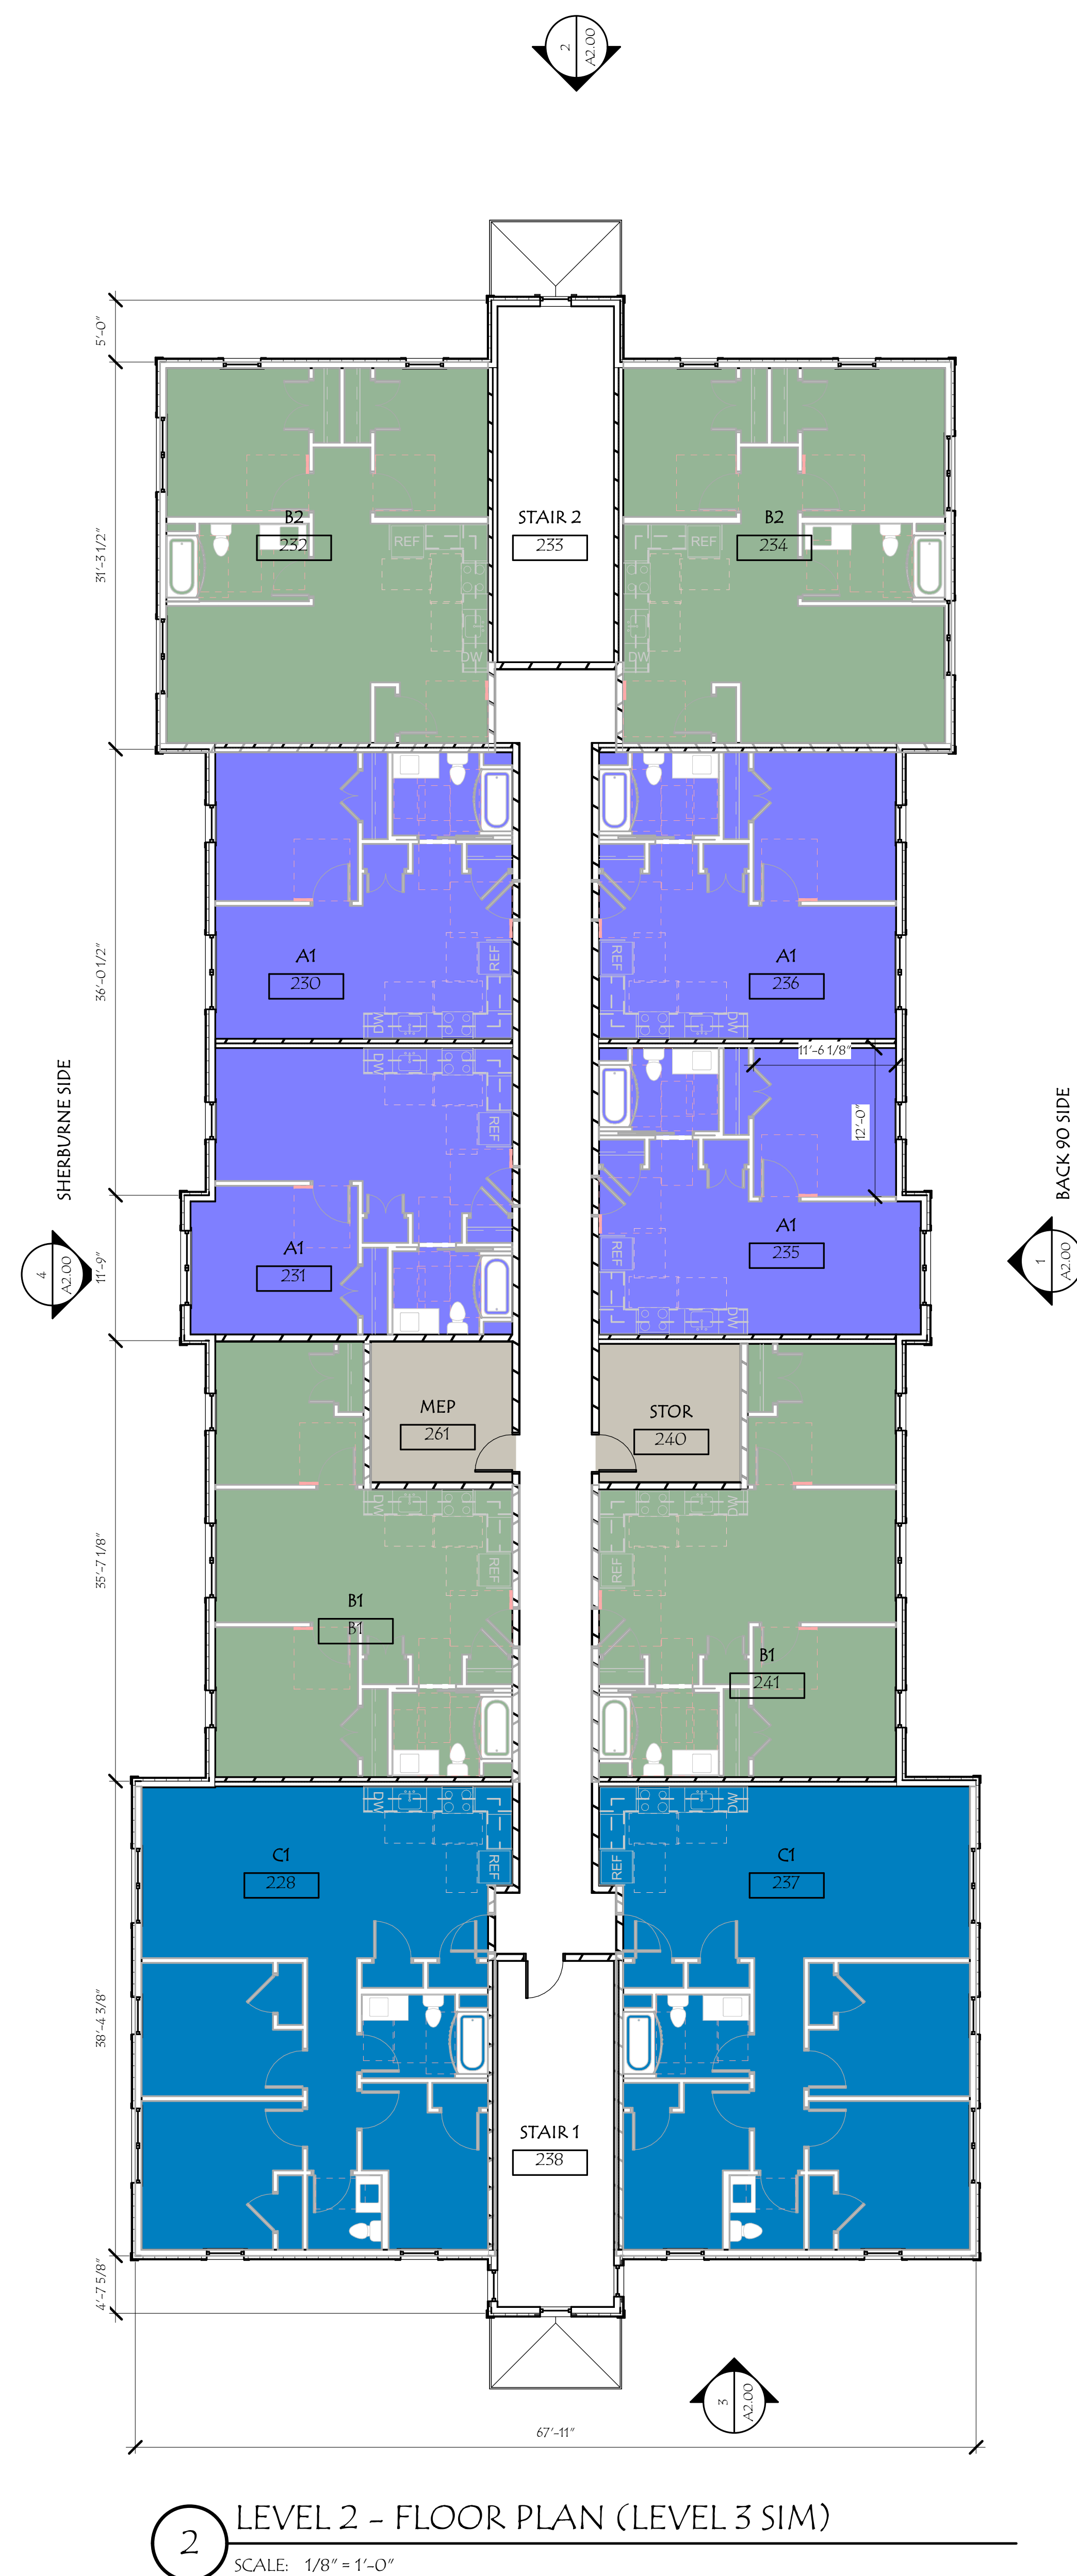 2
A2.00
5'-0"
B2
232
STAIR 2
233
B2
234
REF
REF
31'-3 1/2"
DW
DW
A1
230
A1
236
REF
REF
36'-0 1/2"
DW
DW
DW
DW
11'-6 1/8"
12'-0"
SHERBURNE SIDE
BACK 90 SIDE
REF
REF
A1
231
A1
235
4
A2.00
11'-9"
1
A2.00
DW
MEP
261
STOR
240
DW
DW
REF
REF
35'-7 1/8"
B1
B1
B1
241
DW
DW
C1
228
C1
237
REF
REF
38'-4 3/8"
STAIR 1
238
4'-7 5/8"
3
A2.00
67'-11"
2
LEVEL 2 - FLOOR PLAN (LEVEL 3 SIM)
SCALE: 1/8" = 1'-0"